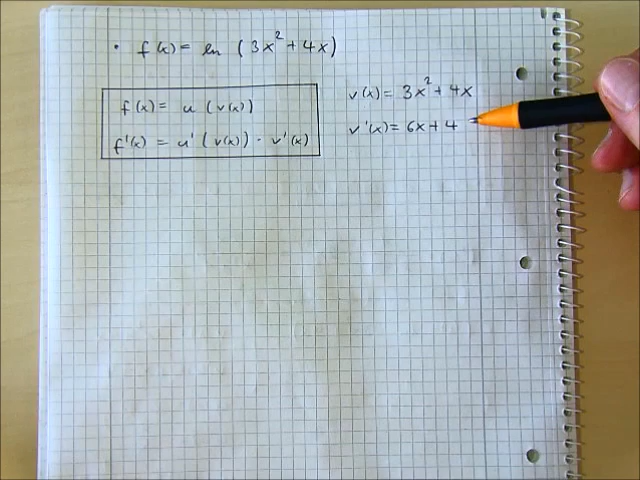 • f(x) = ln (3x² + 4x)
f(x) = u (v(x))
f'(x) = u' (v(x)) · v'(x)
v(x) = 3x² + 4x
v'(x) = 6x + 4